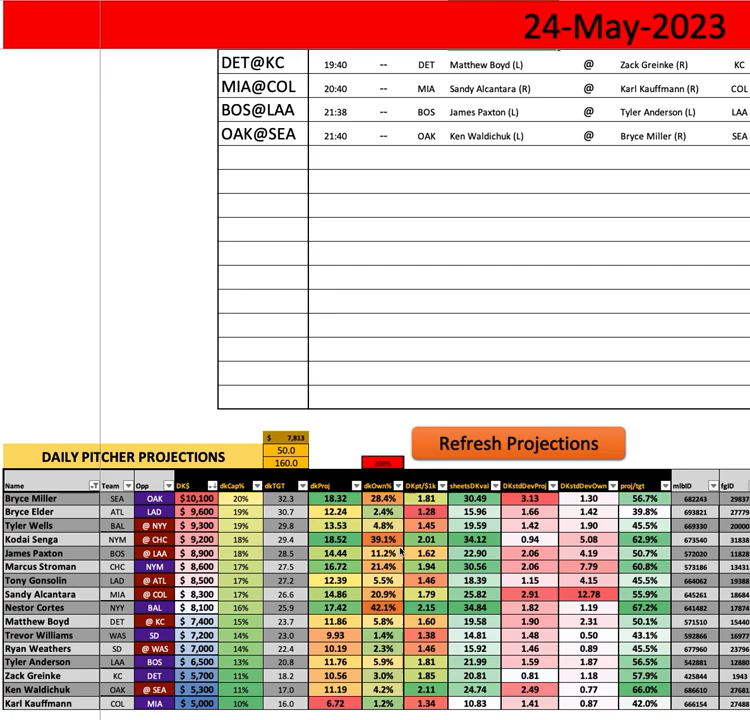 24-May-2023
DET@KC 19:40 -- DET Matthew Boyd (L) @ Zack Greinke (R) KC
MIA@COL 20:40 -- MIA Sandy Alcantara (R) @ Karl Kauffmann (R) COL
BOS@LAA 21:38 -- BOS James Paxton (L) @ Tyler Anderson (L) LAA
OAK@SEA 21:40 -- OAK Ken Waldichuk (L) @ Bryce Miller (R) SEA
$ 7,813
Refresh Projections
DAILY PITCHER PROJECTIONS 50.0
160.0 200%
Name Team Opp DK$ dkCap% dkTGT dkProj dkOwn% DKpt/$1k sheetsDKval DKstdDevProj DKstdDevOwn proj/tgt mlbID fgID
Bryce Miller SEA OAK $10,100 20% 32.3 18.32 28.4% 1.81 30.49 3.13 1.30 56.7% 682243 29837
Bryce Elder ATL LAD $ 9,600 19% 30.7 12.24 2.4% 1.28 15.96 1.66 1.42 39.8% 693821 27779
Tyler Wells BAL @ NYY $ 9,300 19% 29.8 13.53 4.8% 1.45 19.59 1.42 1.90 45.5% 669330 20000
Kodai Senga NYM @ CHC $ 9,200 18% 29.4 18.52 39.1% 2.01 34.12 0.94 5.08 62.9% 673540 31838
James Paxton BOS @ LAA $ 8,900 18% 28.5 14.44 11.2% 1.62 22.90 2.06 4.19 50.7% 572020 11828
Marcus Stroman CHC NYM $ 8,600 17% 27.5 16.72 21.4% 1.94 30.56 2.06 7.79 60.8% 573186 13431
Tony Gonsolin LAD @ ATL $ 8,500 17% 27.2 12.39 5.5% 1.46 18.39 1.15 4.15 45.5% 664062 19388
Sandy Alcantara MIA @ COL $ 8,300 17% 26.6 14.86 20.9% 1.79 25.82 2.91 12.78 55.9% 645261 18684
Nestor Cortes NYY BAL $ 8,100 16% 25.9 17.42 42.1% 2.15 34.84 1.82 1.19 67.2% 641482 17874
Matthew Boyd DET @ KC $ 7,400 15% 23.7 11.86 5.8% 1.60 19.58 1.90 2.31 50.1% 571510 15440
Trevor Williams WAS SD $ 7,200 14% 23.0 9.93 1.4% 1.38 14.81 1.48 0.50 43.1% 592866 16977
Ryan Weathers SD @ WAS $ 7,000 14% 22.4 10.19 2.3% 1.46 15.92 1.46 0.89 45.5% 677960 23796
Tyler Anderson LAA BOS $ 6,500 13% 20.8 11.76 5.9% 1.81 21.99 1.59 1.87 56.5% 542881 12880
Zack Greinke KC DET $ 5,700 11% 18.2 10.56 3.0% 1.85 20.81 0.81 1.18 57.9% 425844 1943
Ken Waldichuk OAK @ SEA $ 5,300 11% 17.0 11.19 4.2% 2.11 24.74 2.49 0.77 66.0% 686610 27681
Karl Kauffmann COL MIA $ 5,000 10% 16.0 6.72 1.2% 1.34 10.83 1.41 0.87 42.0% 666154 27488